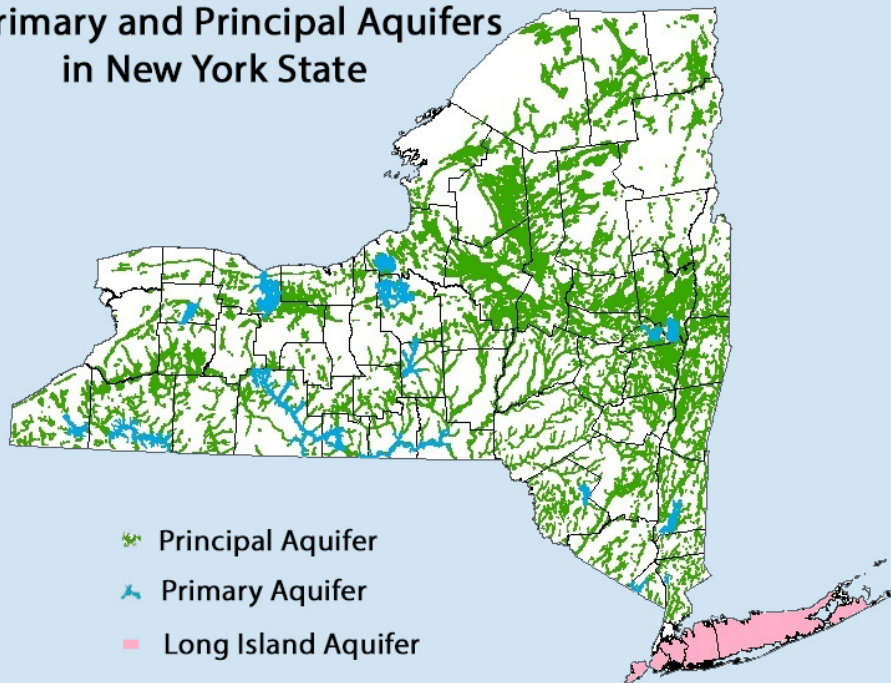 rimary and Principal Aquifers
in New York State
Principal Aquifer
Primary Aquifer
Long Island Aquifer